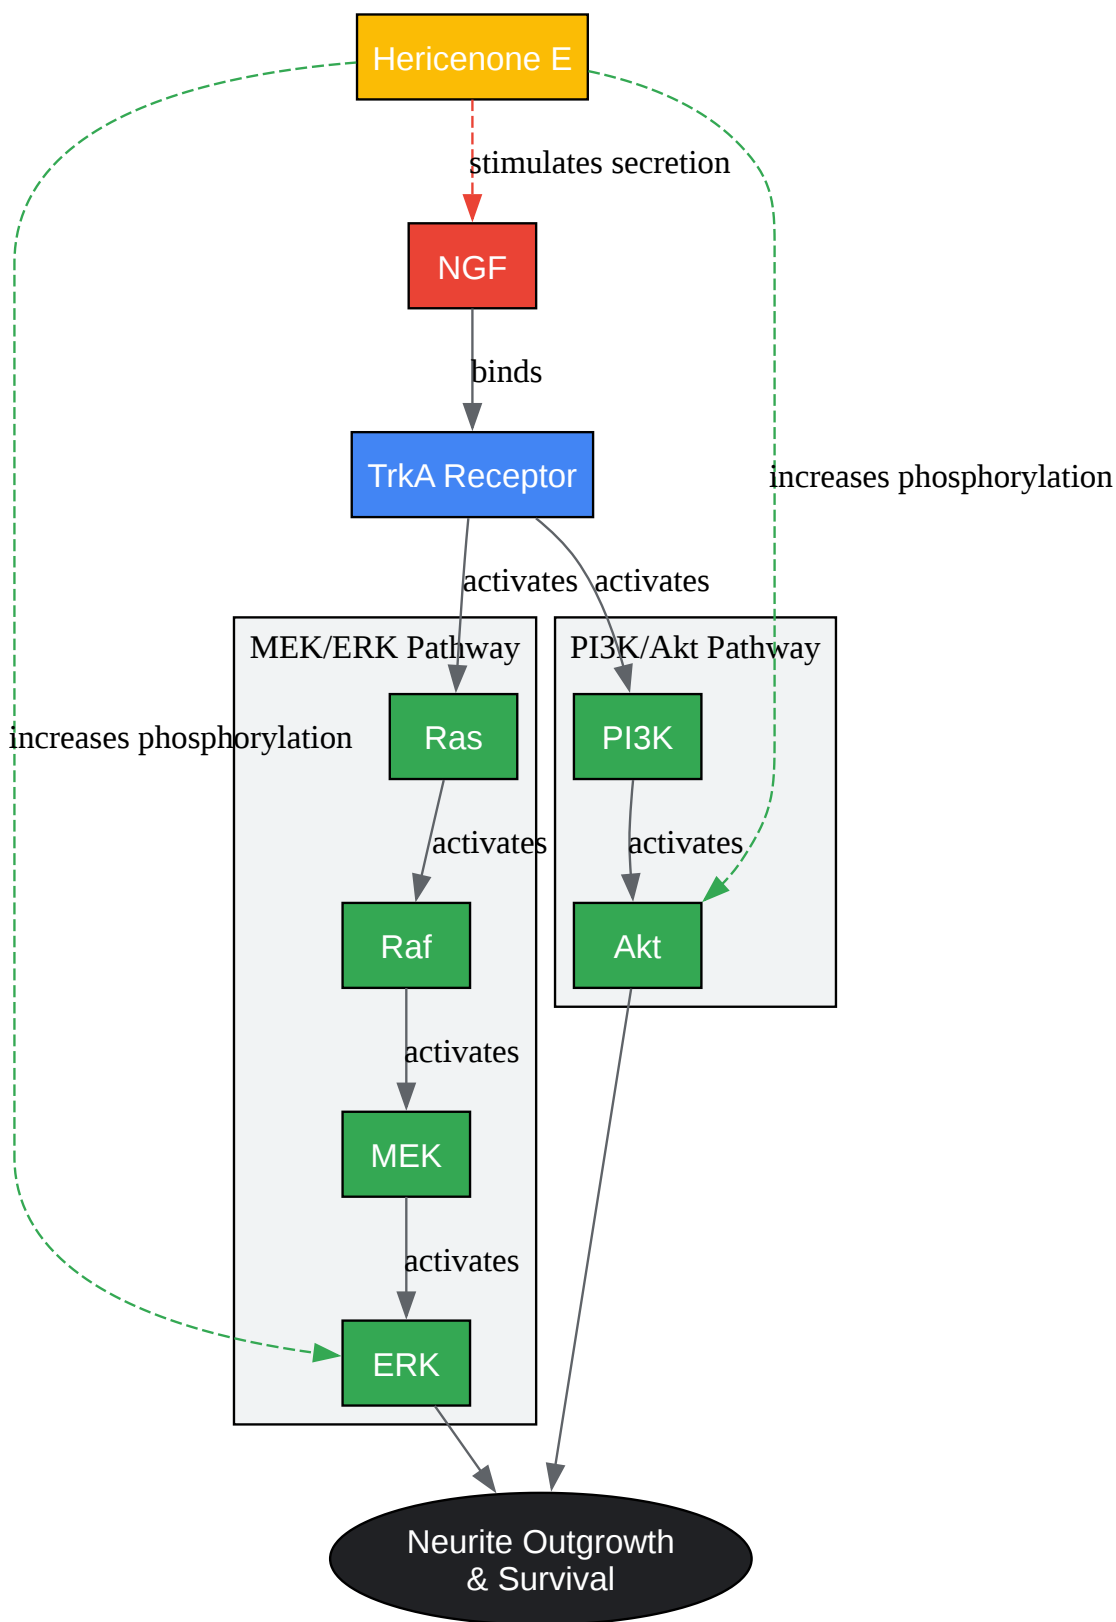 Hericenone E
stimulates secretion
NGF
binds
TrkA Receptor
increases phosphorylation
activates
activates
MEK/ERK Pathway
PI3K/Akt Pathway
increases phosphorylation
Ras
PI3K
activates
activates
Raf
Akt
activates
MEK
activates
ERK
Neurite Outgrowth
& Survival